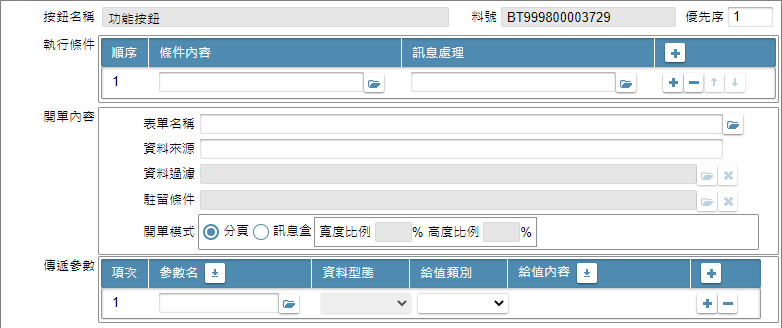 按鈕名稱 功能按鈕 料號 BT999800003729 優先序 1
執行條件
順序 條件內容 訊息處理
1
開單內容
表單名稱
資料來源
資料過濾
駐留條件
開單模式 分頁 訊息盒 寬度比例 % 高度比例 %
傳遞參數
項次 參數名 資料型態 給值類別 給值內容
1